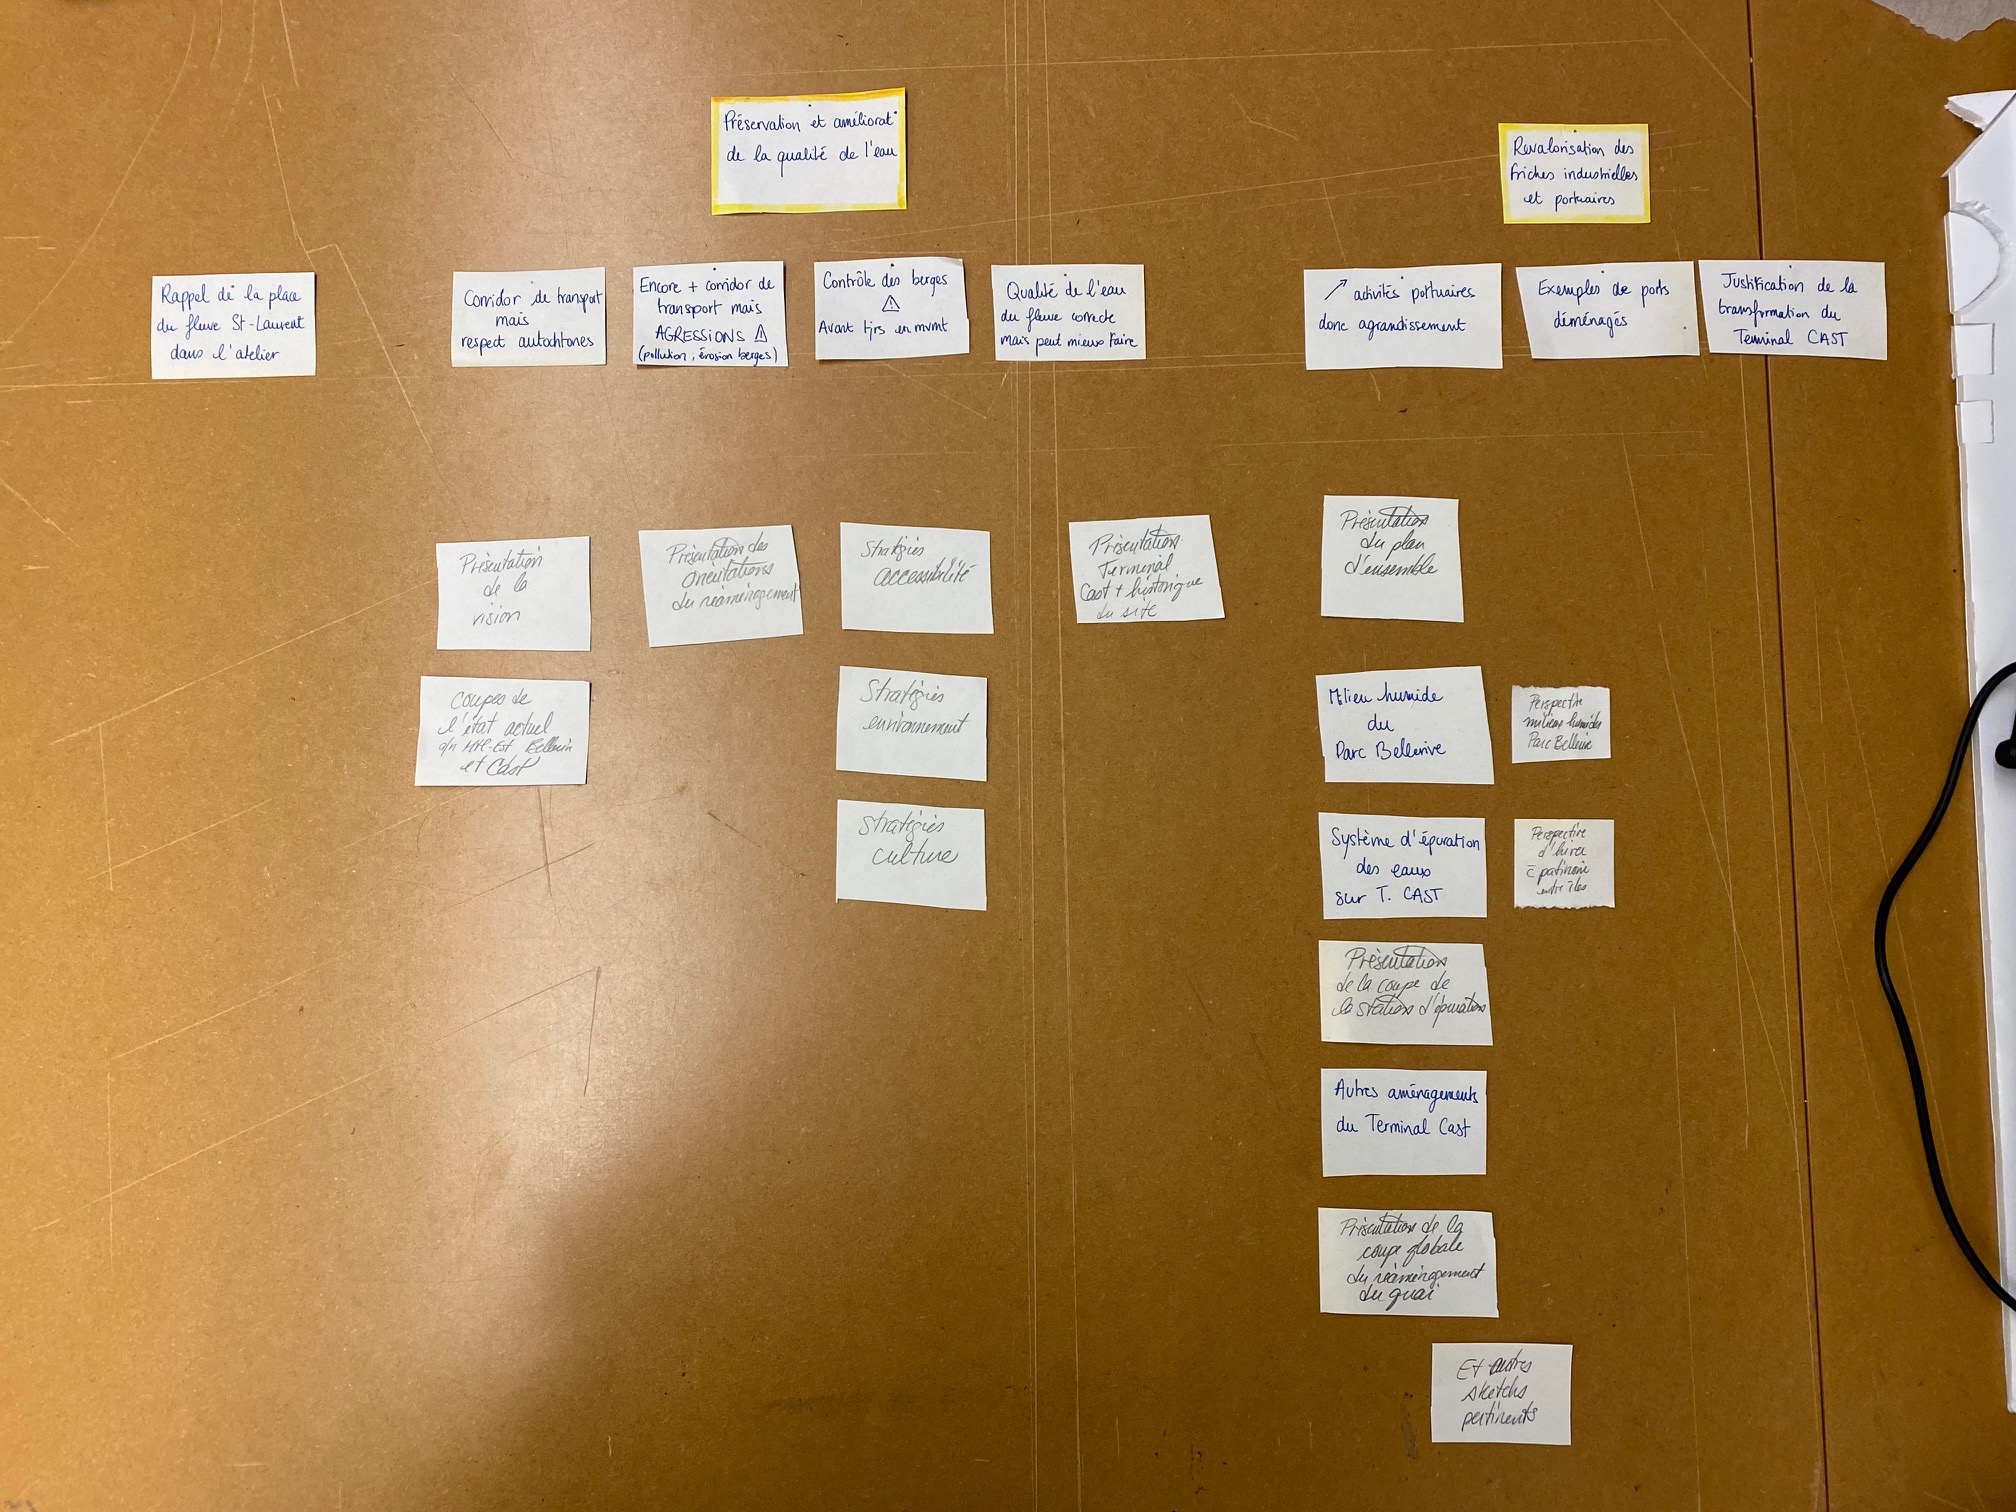 Préservation et améliorat°
de la qualité de l'eau
Revalorisation des
friches industrielles
et portuaires
Rappel de la place
du fleuve St-Laurent
dans l'atelier
Corridor de transport
mais
respect autochtones
Encore + corridor de
transport mais
AGRESSIONS ⚠
(pollution, érosion berges)
Contrôle des berges
⚠
Avant tjrs en mvmt
Qualité de l'eau
du fleuve correcte
mais peut mieux faire
↗ activités portuaires
donc agrandissement
Exemples de ports
déménagés
Justification de la
transformation du
Terminal CAST
Présentation
de la
vision
Présentation des
orientations
du réaménagement
Stratégies
accessibilité
Présentation
Terminal
Cast + historique
du site
Présentation
du plan
d'ensemble
Coupes de
l'état actuel
MTL-Est Bellerive
et Cast
Stratégies
environnement
Milieu humide
du
Parc Bellerive
Perspective
milieux humides
Parc Bellerive
Stratégies
culture
Système d'épuration
des eaux
sur T. CAST
Perspective
d'hiver
c̄ patinoire
entre îles
Présentation
de la coupe de
la station d'épuration
Autres aménagements
du Terminal Cast
Présentation de la
coupe globale
du réaménagement
du quai
Et autres
sketchs
pertinents